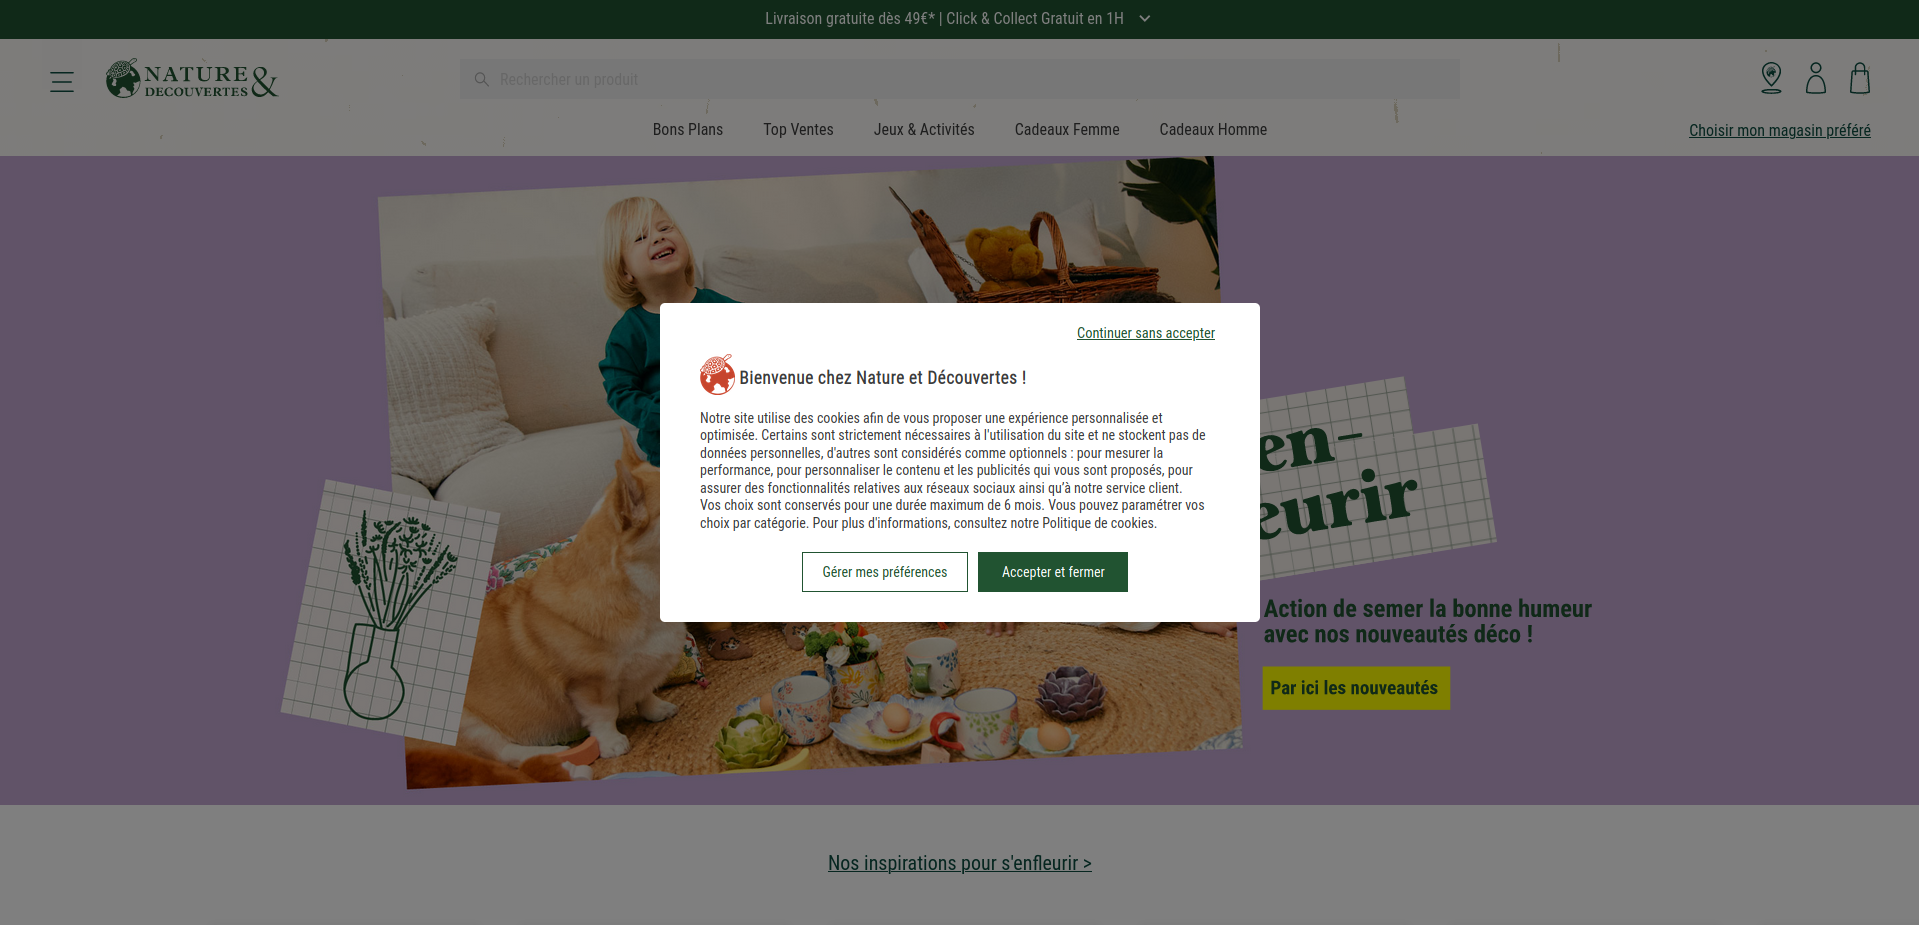 Livraison gratuite dès 49€* | Click & Collect Gratuit en 1H
NATURE &
DECOUVERTES
Rechercher un produit
Bons Plans
Top Ventes
Jeux & Activités
Cadeaux Femme
Cadeaux Homme
Choisir mon magasin préféré
Continuer sans accepter
Bienvenue chez Nature et Découvertes !
Notre site utilise des cookies afin de vous proposer une expérience personnalisée et
optimisée. Certains sont strictement nécessaires à l'utilisation du site et ne stockent pas de
données personnelles, d'autres sont considérés comme optionnels : pour mesurer la
performance, pour personnaliser le contenu et les publicités qui vous sont proposés, pour
assurer des fonctionnalités relatives aux réseaux sociaux ainsi qu’à notre service client.
Vos choix sont conservés pour une durée maximum de 6 mois. Vous pouvez paramétrer vos
choix par catégorie. Pour plus d'informations, consultez notre Politique de cookies.
Gérer mes préférences
Accepter et fermer
en-
eurir
Action de semer la bonne humeur
avec nos nouveautés déco !
Par ici les nouveautés
Nos inspirations pour s'enfleurir >